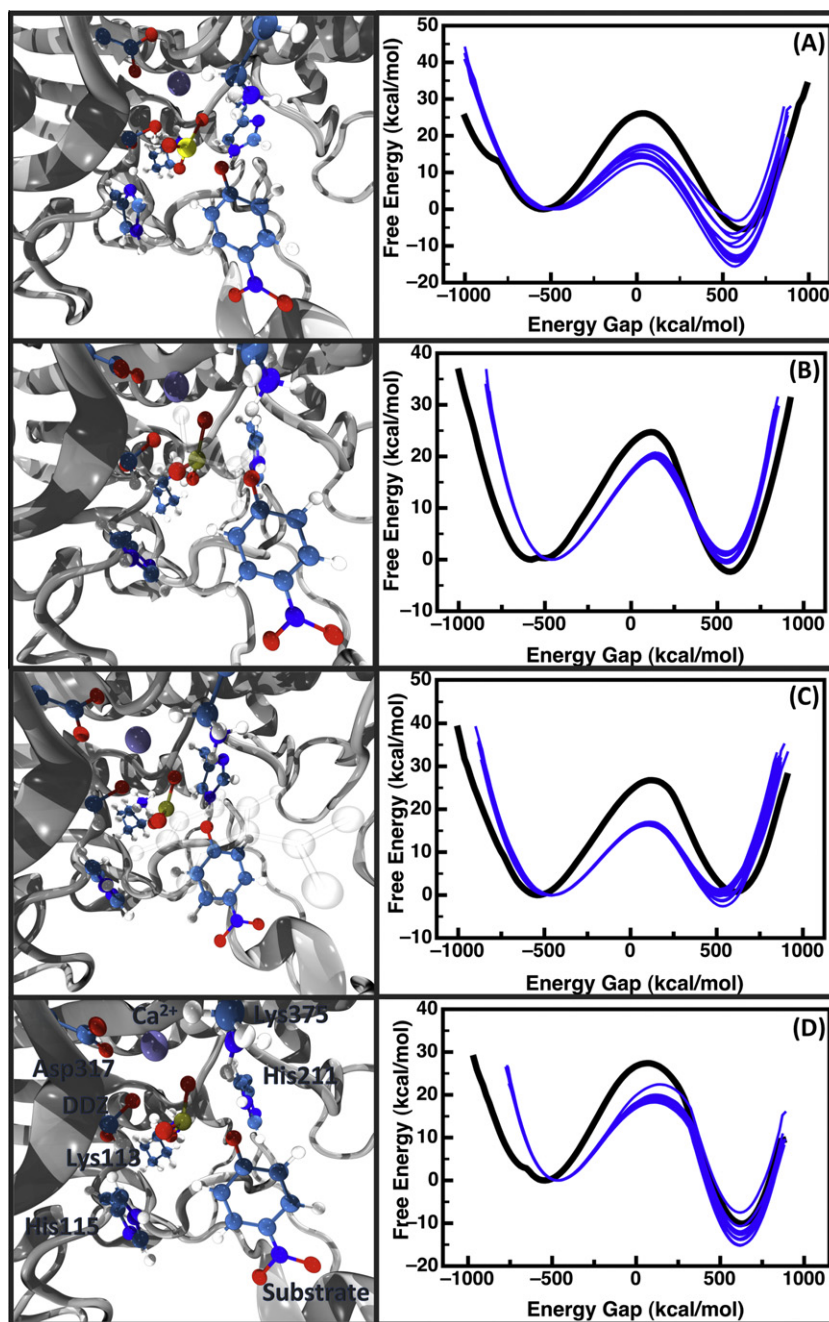 (A)
Free Energy (kcal/mol)
50
40
30
20
10
0
−10
−20
−1000 −500 0 500 1000
Energy Gap (kcal/mol)
(B)
Free Energy (kcal/mol)
40
30
20
10
0
−10
−1000 −500 0 500 1000
Energy Gap (kcal/mol)
(C)
Free Energy (kcal/mol)
50
40
30
20
10
0
−10
−1000 −500 0 500 1000
Energy Gap (kcal/mol)
Ca²⁺
Lys375
Asp317
His211
DDZ
Lys113
His115
Substrate
(D)
Free Energy (kcal/mol)
40
30
20
10
0
−10
−20
−1000 −500 0 500 1000
Energy Gap (kcal/mol)